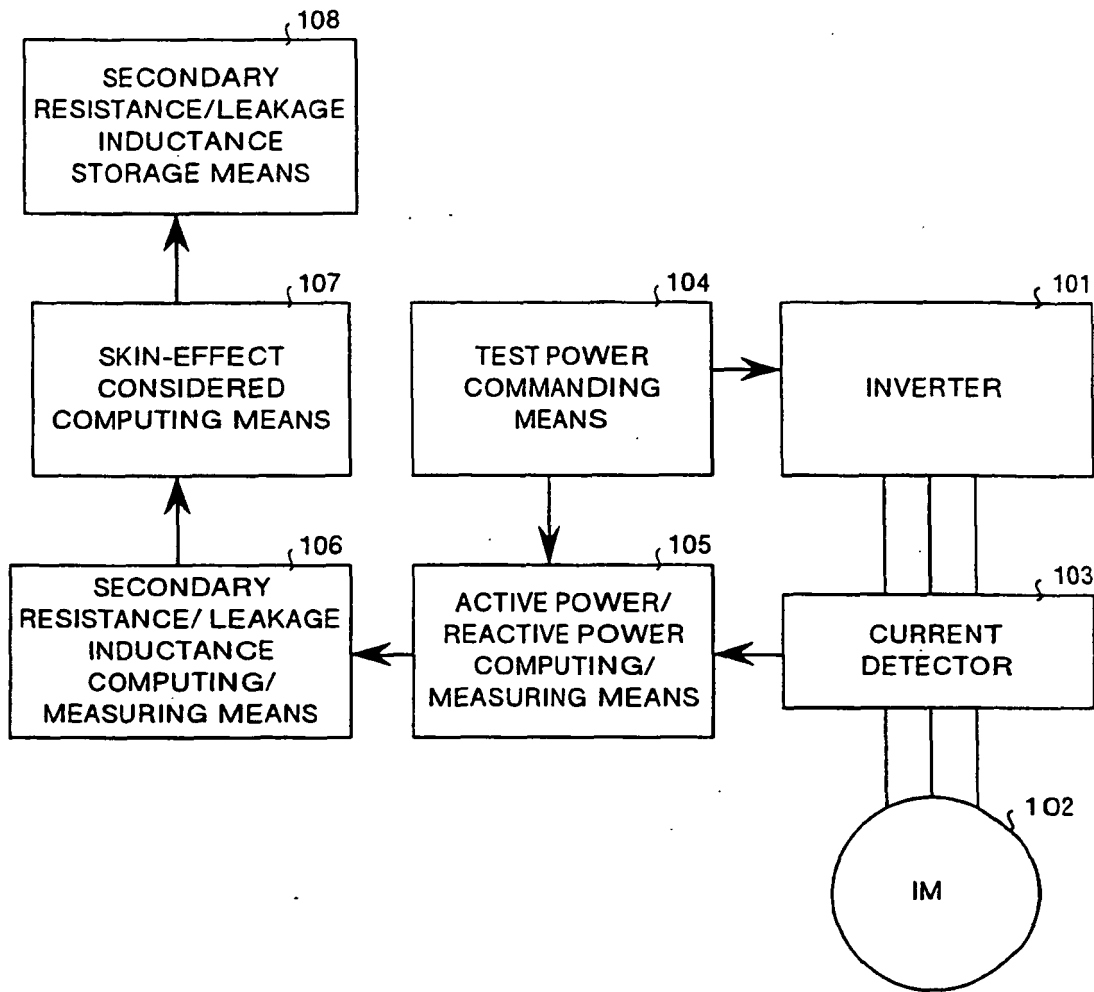 108
SECONDARY
RESISTANCE/LEAKAGE
INDUCTANCE
STORAGE MEANS
107
SKIN-EFFECT
CONSIDERED
COMPUTING MEANS
104
TEST POWER
COMMANDING
MEANS
101
INVERTER
106
SECONDARY
RESISTANCE/ LEAKAGE
INDUCTANCE
COMPUTING/
MEASURING MEANS
105
ACTIVE POWER/
REACTIVE POWER
COMPUTING/
MEASURING MEANS
103
CURRENT
DETECTOR
102
IM